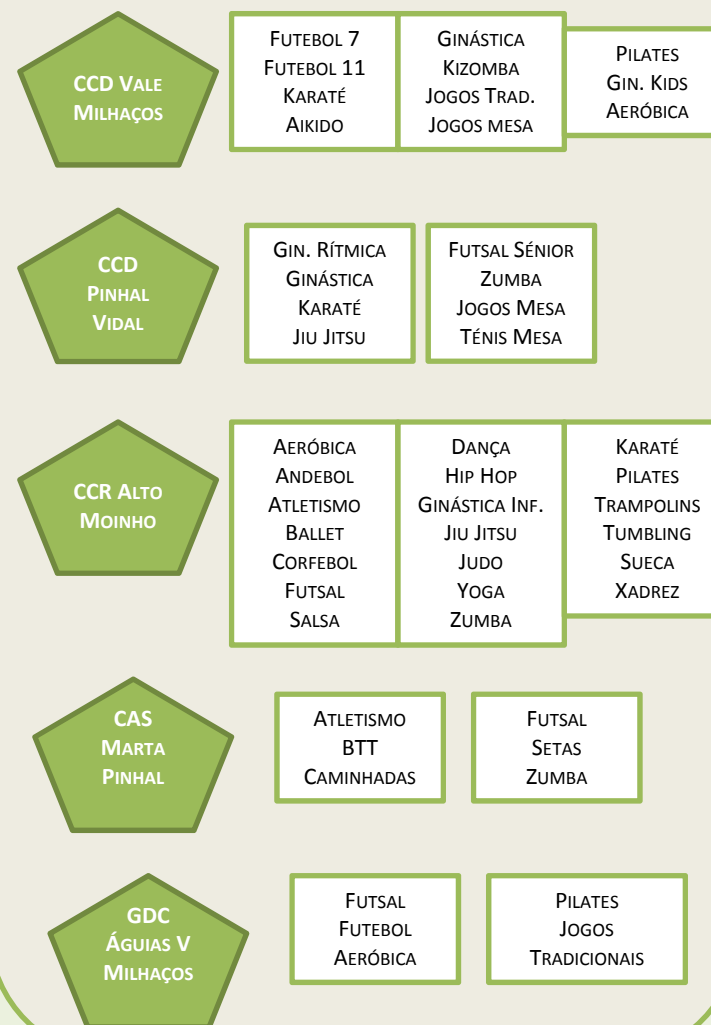 CCD VALE
MILHAÇOS
FUTEBOL 7
FUTEBOL 11
KARATÉ
AIKIDO
GINÁSTICA
KIZOMBA
JOGOS TRAD.
JOGOS MESA
PILATES
GIN. KIDS
AERÓBICA
CCD
PINHAL
VIDAL
GIN. RÍTMICA
GINÁSTICA
KARATÉ
JIU JITSU
FUTSAL SÉNIOR
ZUMBA
JOGOS MESA
TÉNIS MESA
CCR ALTO
MOINHO
AERÓBICA
ANDEBOL
ATLETISMO
BALLET
CORFEBOL
FUTSAL
SALSA
DANÇA
HIP HOP
GINÁSTICA INF.
JIU JITSU
JUDO
YOGA
ZUMBA
KARATÉ
PILATES
TRAMPOLINS
TUMBLING
SUECA
XADREZ
CAS
MARTA
PINHAL
ATLETISMO
BTT
CAMINHADAS
FUTSAL
SETAS
ZUMBA
GDC
ÁGUIAS V
MILHAÇOS
FUTSAL
FUTEBOL
AERÓBICA
PILATES
JOGOS
TRADICIONAIS